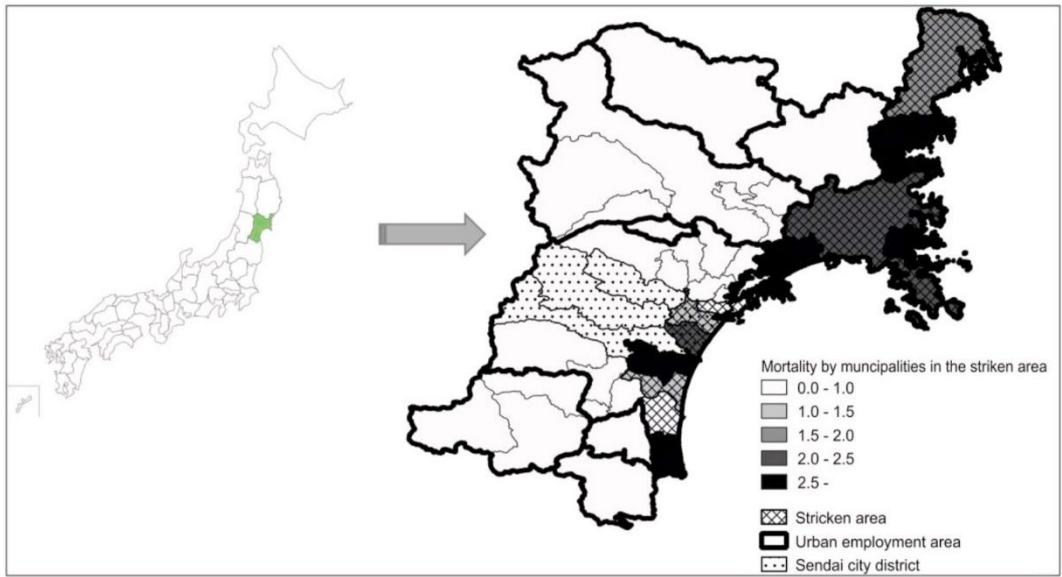 Mortality by muncipalities in the striken area
0.0 - 1.0
1.0 - 1.5
1.5 - 2.0
2.0 - 2.5
2.5 -
Stricken area
Urban employment area
Sendai city district